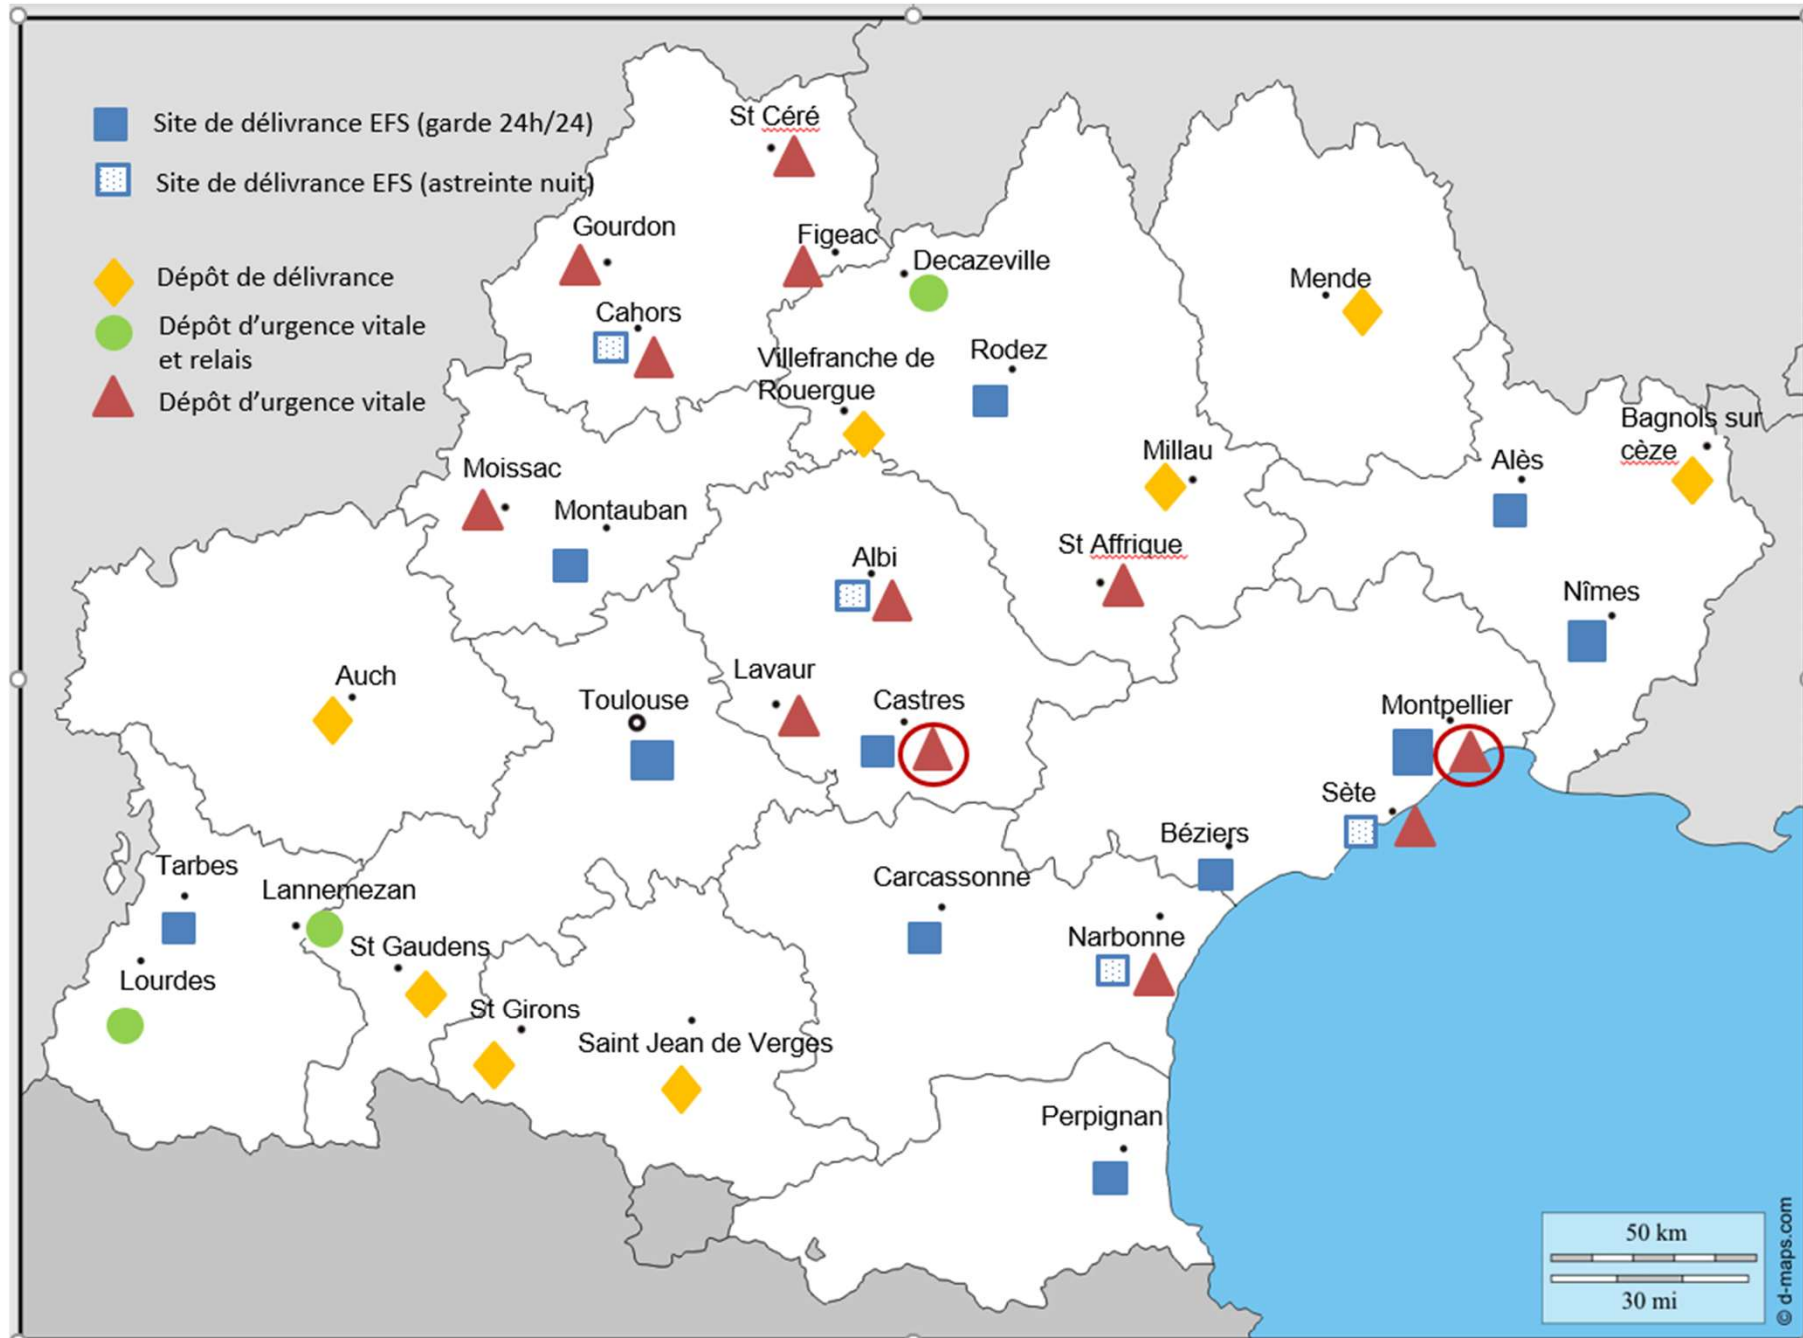 Site de délivrance EFS (garde 24h/24)
Site de délivrance EFS (astreinte nuit)
Dépôt de délivrance
Dépôt d’urgence vitale
et relais
Dépôt d’urgence vitale
St Céré
Gourdon
Figeac
Decazeville
Mende
Cahors
Villefranche de
Rouergue
Rodez
Bagnols sur
cèze
Moissac
Millau
Alès
Montauban
Albi
St Affrique
Nîmes
Auch
Lavaur
Toulouse
Castres
Montpellier
Sète
Béziers
Tarbes
Lannemezan
Carcassonne
St Gaudens
Narbonne
Lourdes
St Girons
Saint Jean de Verges
Perpignan
50 km
30 mi
© d-maps.com